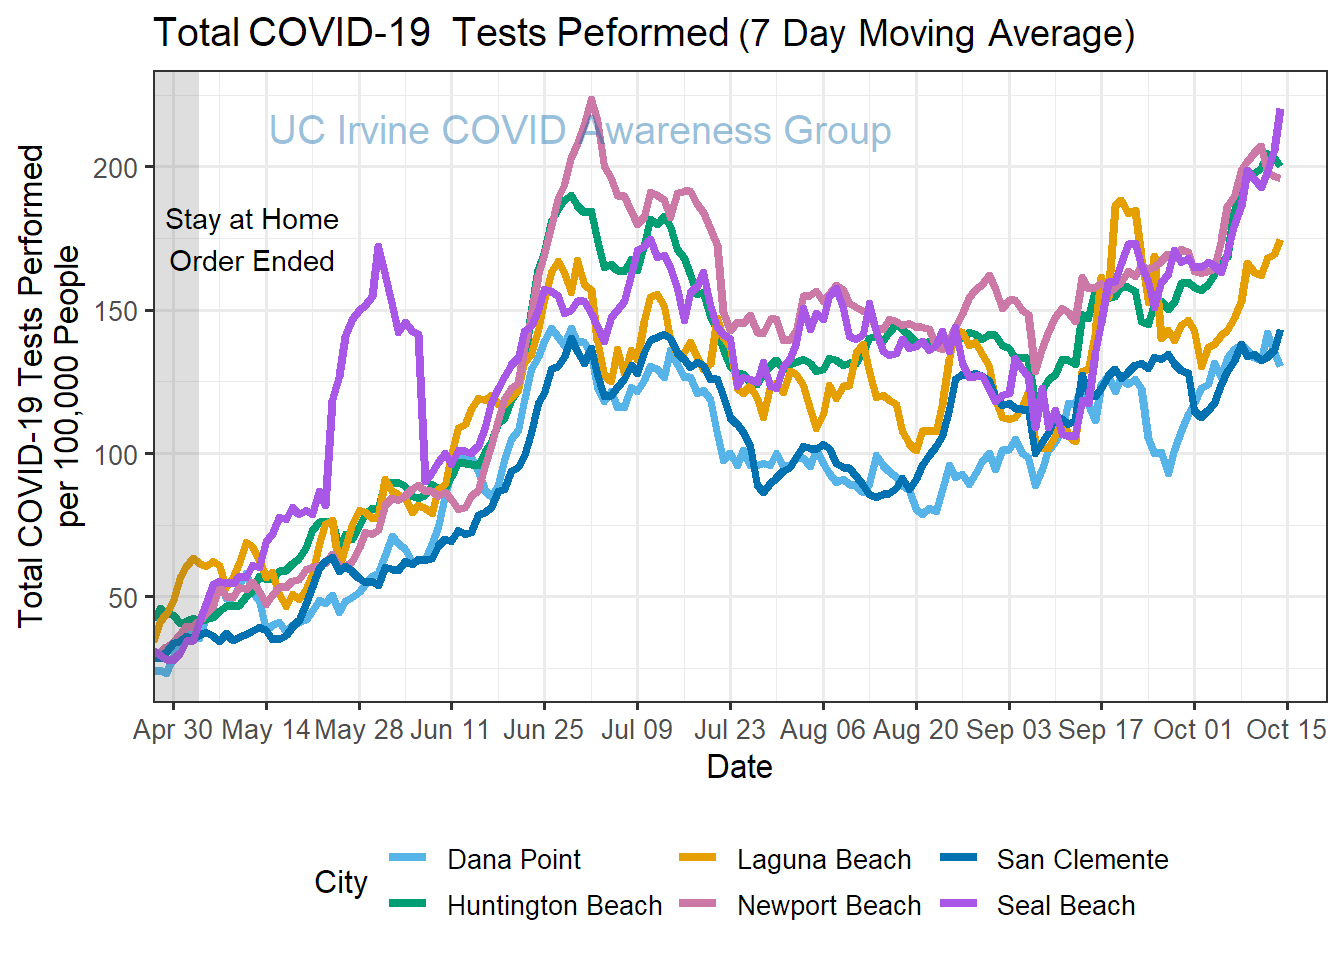 Total COVID-19  Tests Peformed (7 Day Moving Average)
UC Irvine COVID Awareness Group
Stay at Home
Order Ended
Total COVID-19 Tests Performed
per 100,000 People
200
150
100
50
Apr 30 May 14 May 28 Jun 11 Jun 25 Jul 09 Jul 23 Aug 06 Aug 20 Sep 03 Sep 17 Oct 01 Oct 15
Date
City
Dana Point Laguna Beach San Clemente
Huntington Beach Newport Beach Seal Beach